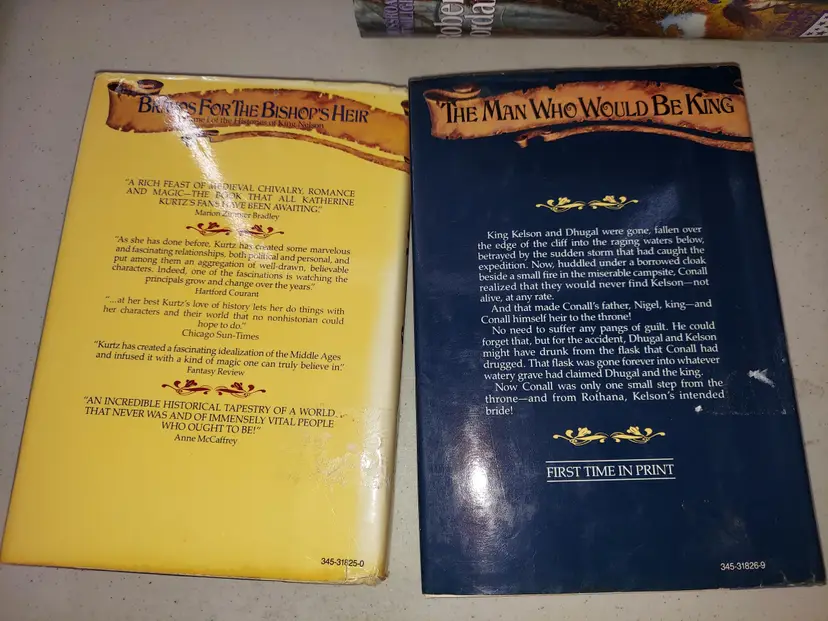 BRAVOS FOR THE BISHOP'S HEIR
of the Histories of King Kelson
"A RICH FEAST OF MEDIEVAL CHIVALRY, ROMANCE
AND MAGIC—THE BOOK THAT ALL KATHERINE
KURTZ'S FANS HAVE BEEN AWAITING."
Marion Zimmer Bradley
"As she has done before, Kurtz has created some marvelous
and fascinating relationships, both political and personal, and
put among them an aggregation of well-drawn, believable
characters. Indeed, one of the fascinations is watching the
principals grow and change over the years."
Hartford Courant
"...at her best Kurtz's love of history lets her do things with
her characters and their world that no nonhistorian could
hope to do."
Chicago Sun-Times
"Kurtz has created a fascinating idealization of the Middle Ages
and infused it with a kind of magic one can truly believe in."
Fantasy Review
"AN INCREDIBLE HISTORICAL TAPESTRY OF A WORLD...
THAT NEVER WAS AND OF IMMENSELY VITAL PEOPLE
WHO OUGHT TO BE!"
Anne McCaffrey
345-31825-0
THE MAN WHO WOULD BE KING
King Kelson and Dhugal were gone, fallen over
the edge of the cliff into the raging waters below,
betrayed by the sudden storm that had caught the
expedition. Now, huddled under a borrowed cloak
beside a small fire in the miserable campsite, Conall
realized that they would never find Kelson—not
alive, at any rate.
And that made Conall's father, Nigel, king—and
Conall himself heir to the throne!
No need to suffer any pangs of guilt. He could
forget that, but for the accident, Dhugal and Kelson
might have drunk from the flask that Conall had
drugged. That flask was gone forever into whatever
watery grave had claimed Dhugal and the king.
Now Conall was only one small step from the
throne—and from Rothana, Kelson's intended
bride!
FIRST TIME IN PRINT
345-31826-9